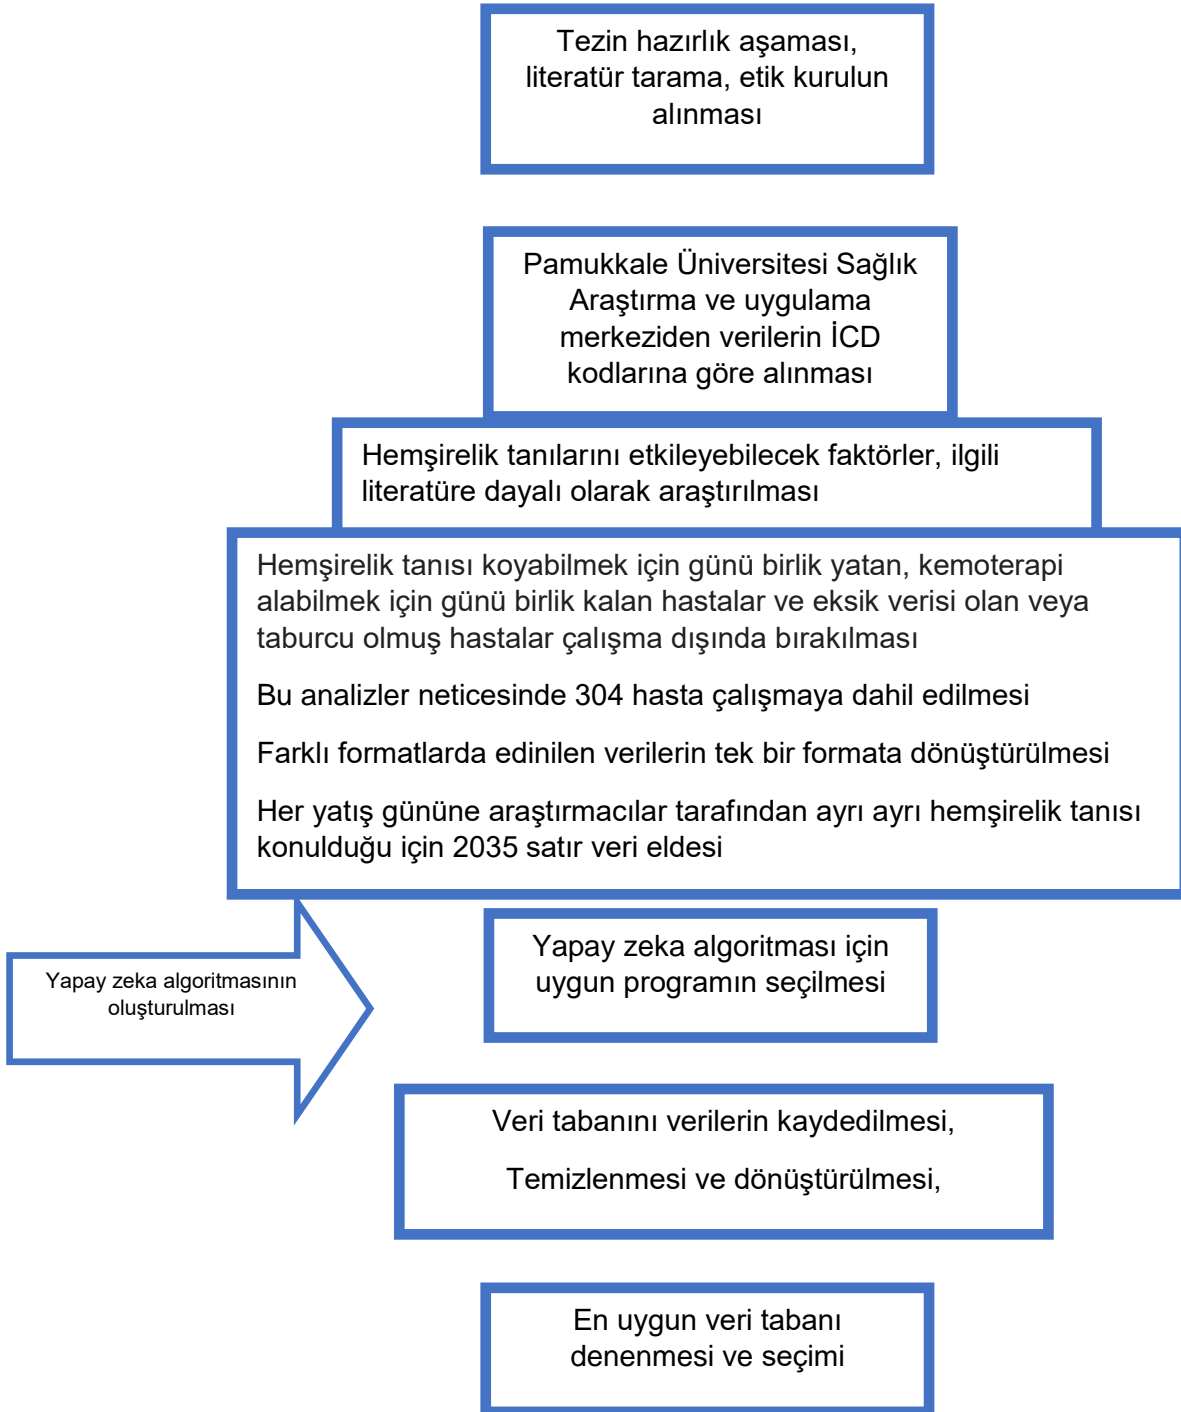 Tezin hazırlık aşaması,
literatür tarama, etik kurulun
alınması
Pamukkale Üniversitesi Sağlık
Araştırma ve uygulama
merkeziden verilerin İCD
kodlarına göre alınması
Hemşirelik tanılarını etkileyebilecek faktörler, ilgili
literatüre dayalı olarak araştırılması
Hemşirelik tanısı koyabilmek için günü birlik yatan, kemoterapi
alabilmek için günü birlik kalan hastalar ve eksik verisi olan veya
taburcu olmuş hastalar çalışma dışında bırakılması
Bu analizler neticesinde 304 hasta çalışmaya dahil edilmesi
Farklı formatlarda edinilen verilerin tek bir formata dönüştürülmesi
Her yatış gününe araştırmacılar tarafından ayrı ayrı hemşirelik tanısı
konulduğu için 2035 satır veri eldesi
Yapay zeka algoritmasının
oluşturulması
Yapay zeka algoritması için
uygun programın seçilmesi
Veri tabanını verilerin kaydedilmesi,
Temizlenmesi ve dönüştürülmesi,
En uygun veri tabanı
denenmesi ve seçimi